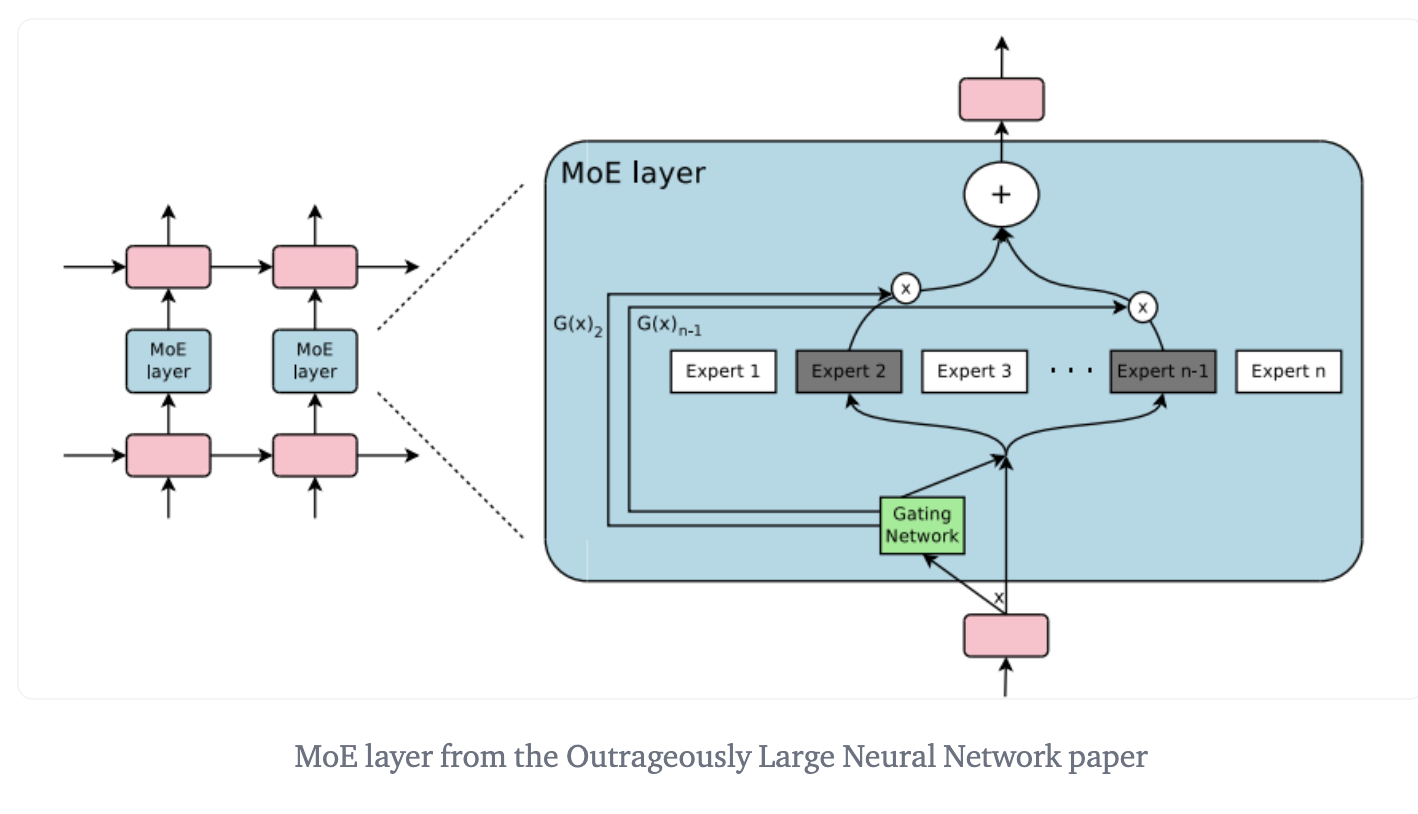 MoE layer
+
x
x
G(x)2
G(x)n-1
MoE
layer
MoE
layer
Expert 1
Expert 2
Expert 3
· · ·
Expert n-1
Expert n
Gating
Network
x
MoE layer from the Outrageously Large Neural Network paper